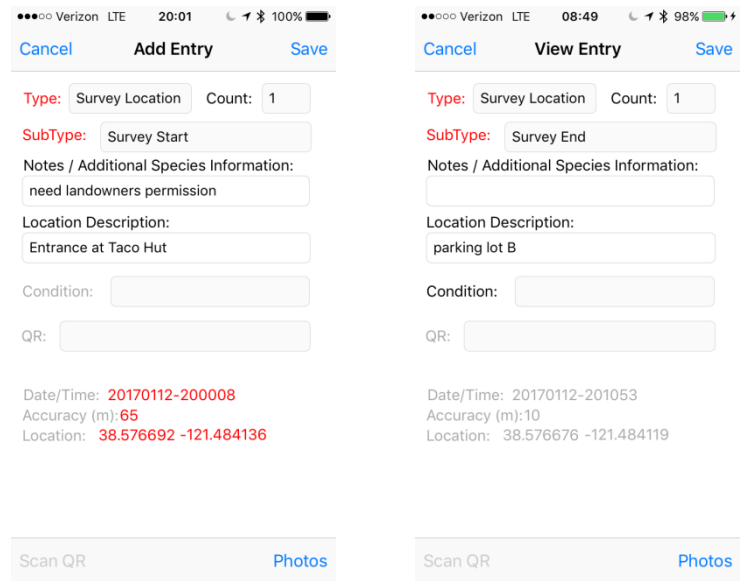 Verizon LTE 20:01 100%
Cancel Add Entry Save
Type: Survey Location Count: 1
SubType: Survey Start
Notes / Additional Species Information:
need landowners permission
Location Description:
Entrance at Taco Hut
Condition:
QR:
Date/Time: 20170112-200008
Accuracy (m):65
Location: 38.576692 -121.484136
Scan QR Photos
Verizon LTE 08:49 98%
Cancel View Entry Save
Type: Survey Location Count: 1
SubType: Survey End
Notes / Additional Species Information:
Location Description:
parking lot B
Condition:
QR:
Date/Time: 20170112-201053
Accuracy (m):10
Location: 38.576676 -121.484119
Scan QR Photos